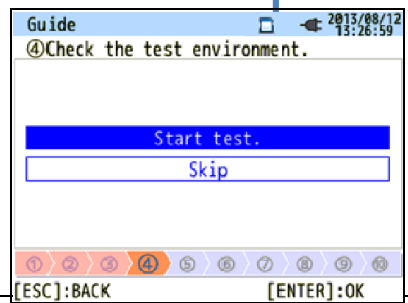 Guide
2013/08/12
13:26:59
④Check the test environment.
Start test.
Skip
① ② ③ ④ ⑤ ⑥ ⑦ ⑧ ⑨ ⑩
[ESC]:BACK [ENTER]:OK